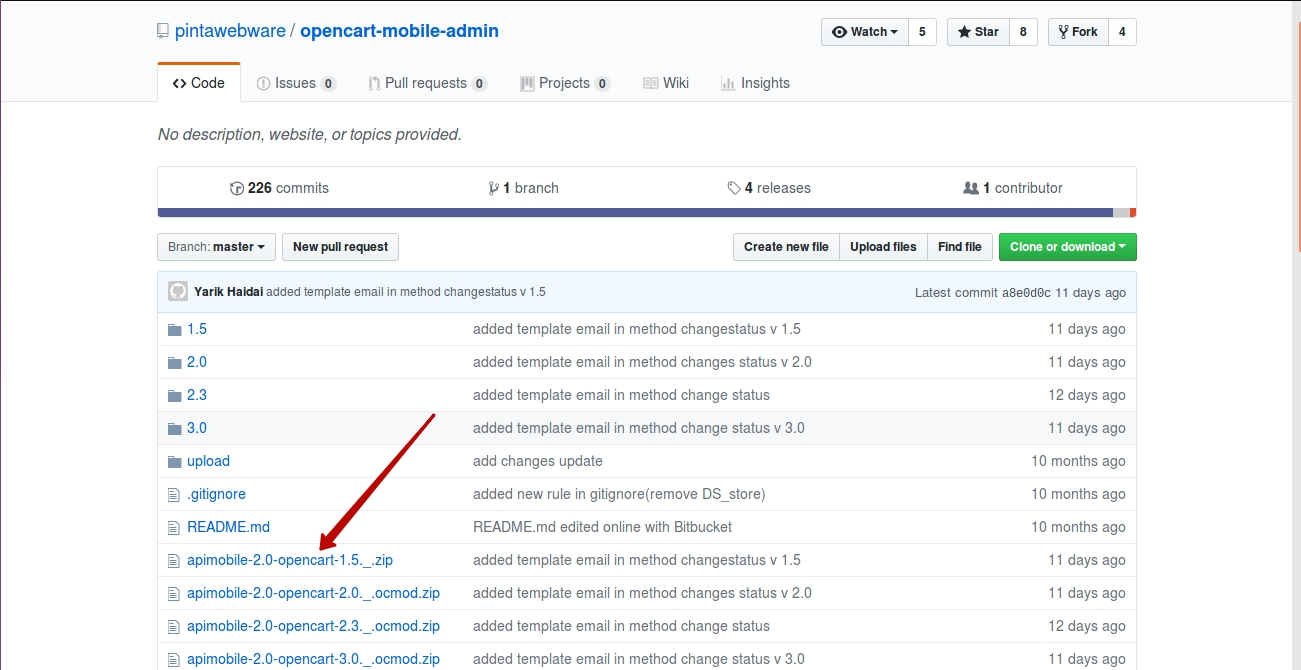 pintawebware / opencart-mobile-admin
Watch 5 Star 8 Fork 4
Code Issues 0 Pull requests 0 Projects 0 Wiki Insights
No description, website, or topics provided.
226 commits 1 branch 4 releases 1 contributor
Branch: master New pull request Create new file Upload files Find file Clone or download
Yarik Haidai added template email in method changestatus v 1.5 Latest commit a8e0d0c 11 days ago
1.5 added template email in method changestatus v 1.5 11 days ago
2.0 added template email in method changes status v 2.0 11 days ago
2.3 added template email in method change status 12 days ago
3.0 added template email in method change status v 3.0 11 days ago
upload add changes update 10 months ago
.gitignore added new rule in gitignore(remove DS_store) 10 months ago
README.md README.md edited online with Bitbucket 10 months ago
apimobile-2.0-opencart-1.5._.zip added template email in method changestatus v 1.5 11 days ago
apimobile-2.0-opencart-2.0._.ocmod.zip added template email in method changes status v 2.0 11 days ago
apimobile-2.0-opencart-2.3._.ocmod.zip added template email in method change status 12 days ago
apimobile-2.0-opencart-3.0._.ocmod.zip added template email in method change status v 3.0 11 days ago